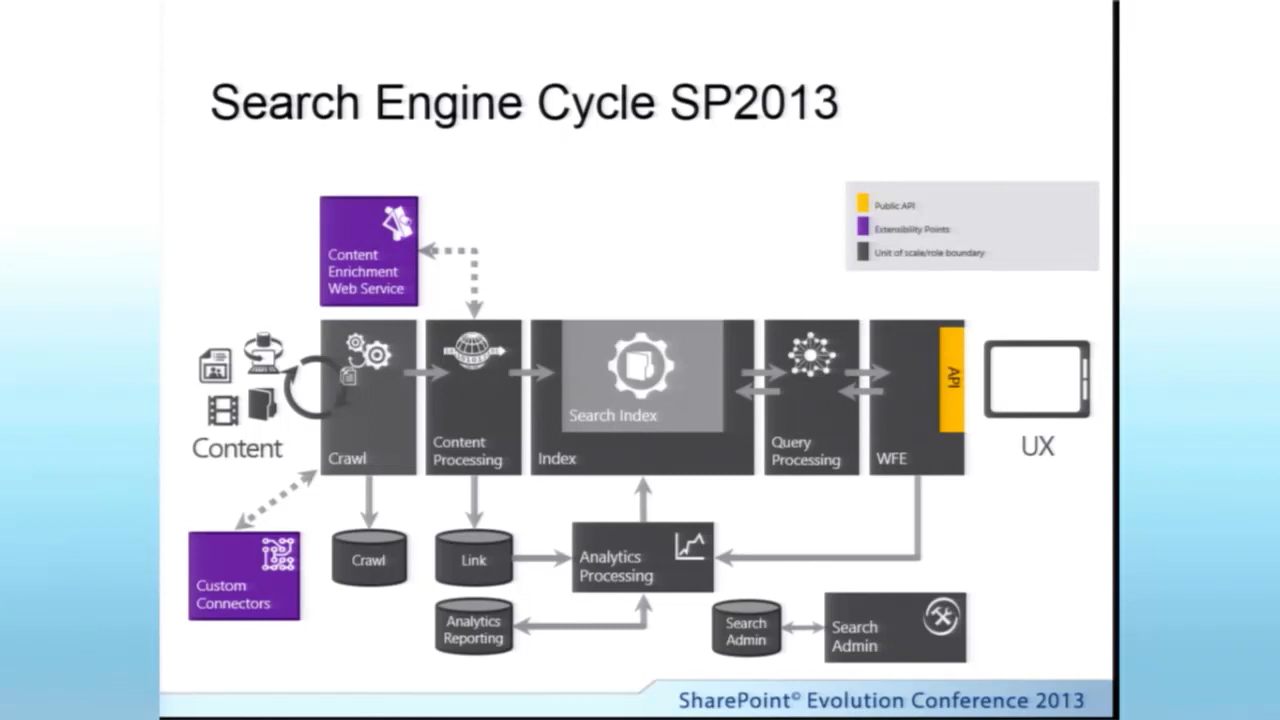 Search Engine Cycle SP2013
Public API
Extensibility Points
Unit of scale/role boundary
Content
Enrichment
Web Service
Content
Crawl
Content
Processing
Search Index
Index
Query
Processing
WFE
API
UX
Custom
Connectors
Crawl
Link
Analytics
Processing
Analytics
Reporting
Search
Admin
Search
Admin
SharePoint© Evolution Conference 2013